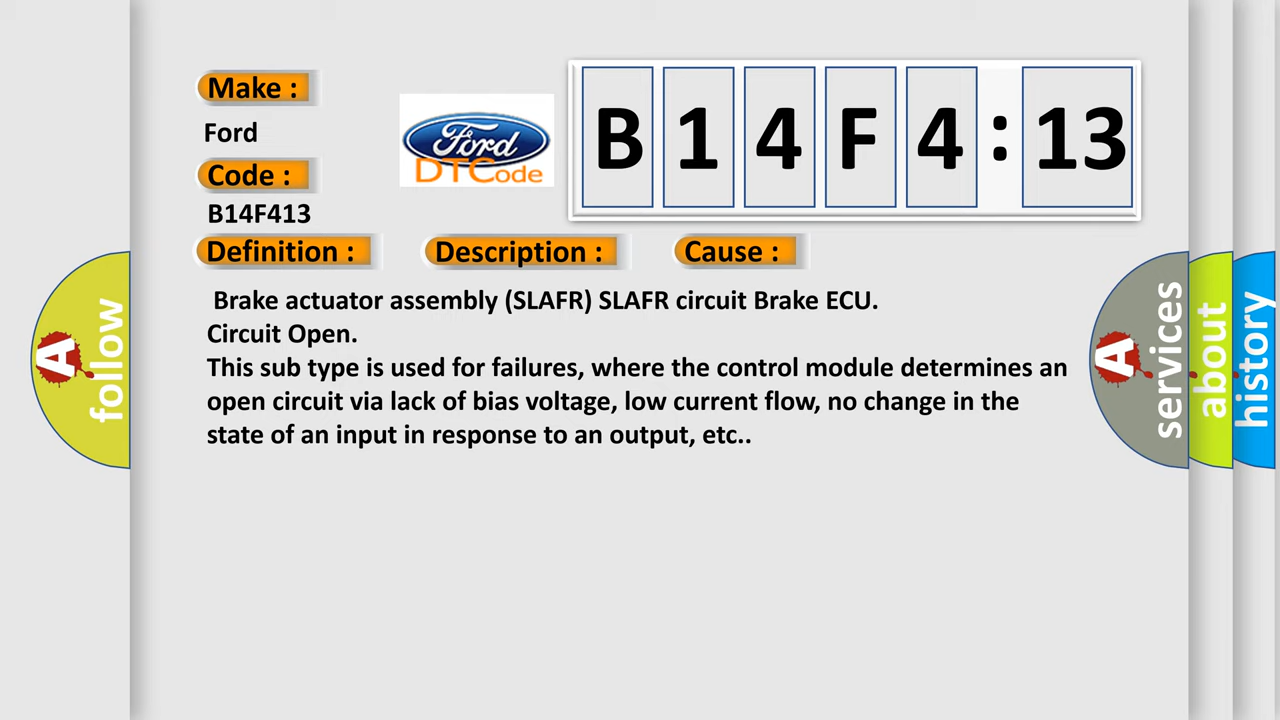 Make :
Ford
Code :
B14F413
Ford
DTCode
B 1 4 F 4 : 13
Definition :
Description :
Cause :
Brake actuator assembly (SLAFR) SLAFR circuit Brake ECU.
Circuit Open.
This sub type is used for failures, where the control module determines an
open circuit via lack of bias voltage, low current flow, no change in the
state of an input in response to an output, etc..
A follow
A services
about
history